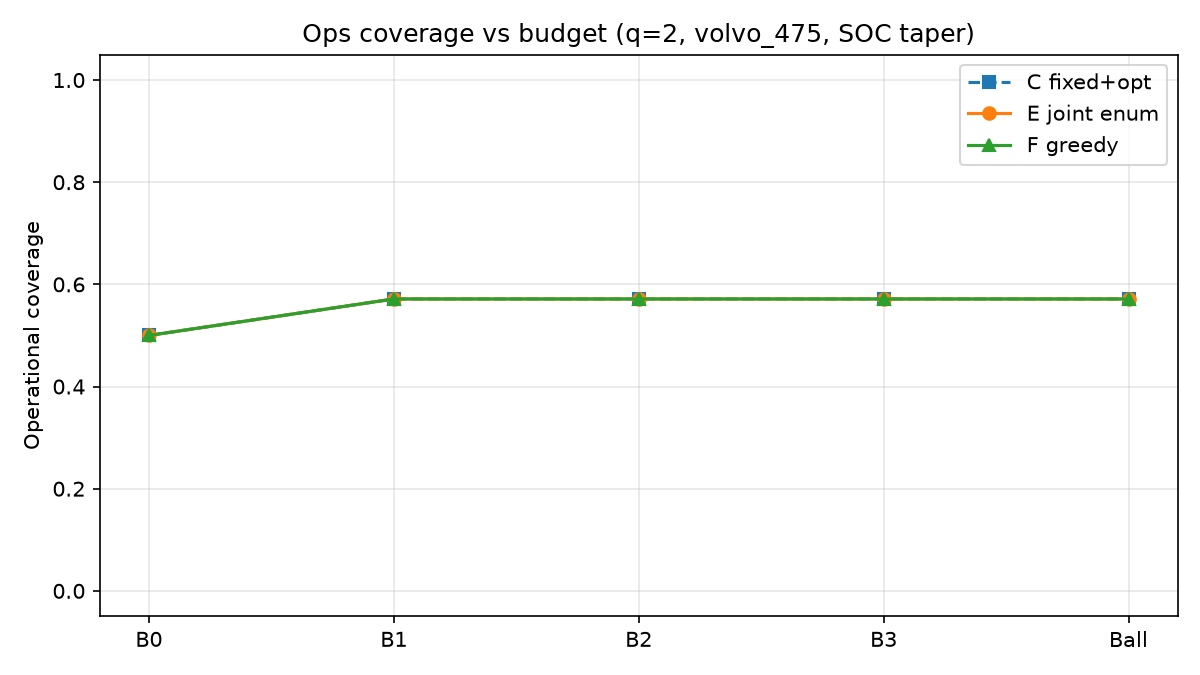 Ops coverage vs budget (q=2, volvo_475, SOC taper)
C fixed+opt
E joint enum
F greedy
Operational coverage
1.0
0.8
0.6
0.4
0.2
0.0
B0
B1
B2
B3
Ball